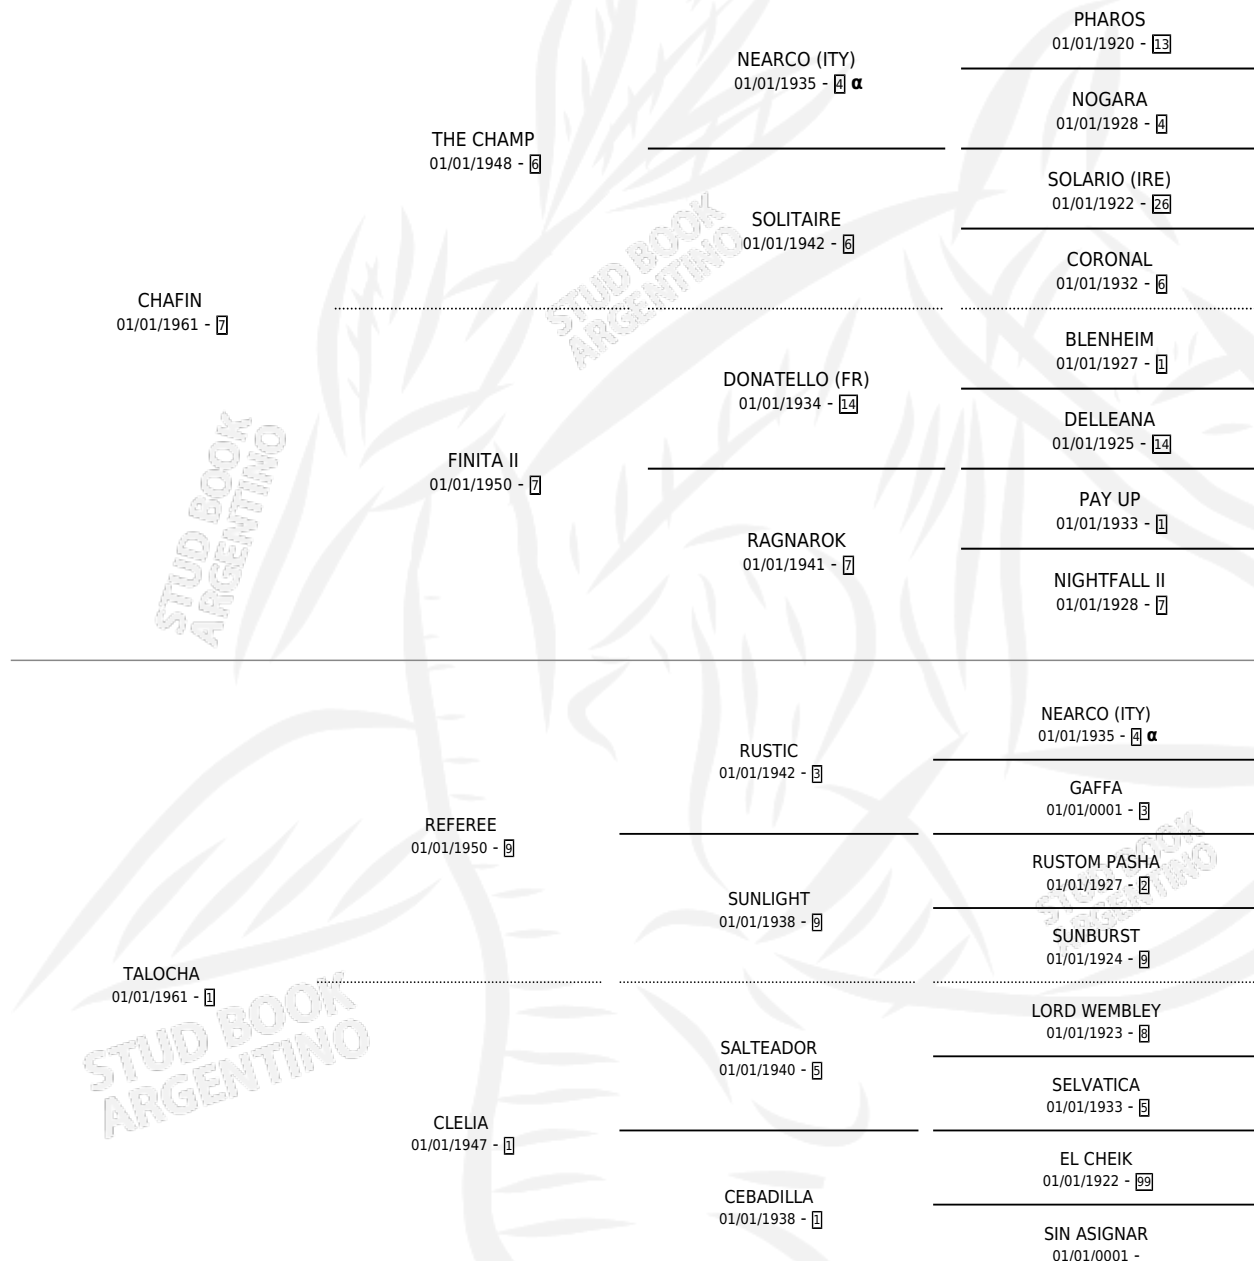 PHAROS
01/01/1920 - 13
NEARCO (ITY)
01/01/1935 - 4 α
NOGARA
01/01/1928 - 4
THE CHAMP
01/01/1948 - 6
SOLARIO (IRE)
01/01/1922 - 26
SOLITAIRE
01/01/1942 - 6
CORONAL
01/01/1932 - 6
CHAFIN
01/01/1961 - 7
BLENHEIM
01/01/1927 - 1
DONATELLO (FR)
01/01/1934 - 14
DELLEANA
01/01/1925 - 14
FINITA II
01/01/1950 - 7
PAY UP
01/01/1933 - 1
RAGNAROK
01/01/1941 - 7
NIGHTFALL II
01/01/1928 - 7
NEARCO (ITY)
01/01/1935 - 4 α
RUSTIC
01/01/1942 - 3
GAFFA
01/01/0001 - 3
REFEREE
01/01/1950 - 9
RUSTOM PASHA
01/01/1927 - 2
SUNLIGHT
01/01/1938 - 9
SUNBURST
01/01/1924 - 9
TALOCHA
01/01/1961 - 1
LORD WEMBLEY
01/01/1923 - 8
SALTEADOR
01/01/1940 - 5
SELVATICA
01/01/1933 - 5
CLELIA
01/01/1947 - 1
EL CHEIK
01/01/1922 - 99
CEBADILLA
01/01/1938 - 1
SIN ASIGNAR
01/01/0001 -
STUD BOOK
ARGENTINO
STUD BOOK
ARGENTINO
STUD BOOK
ARGENTINO
STUD BOOK
ARGENTINO